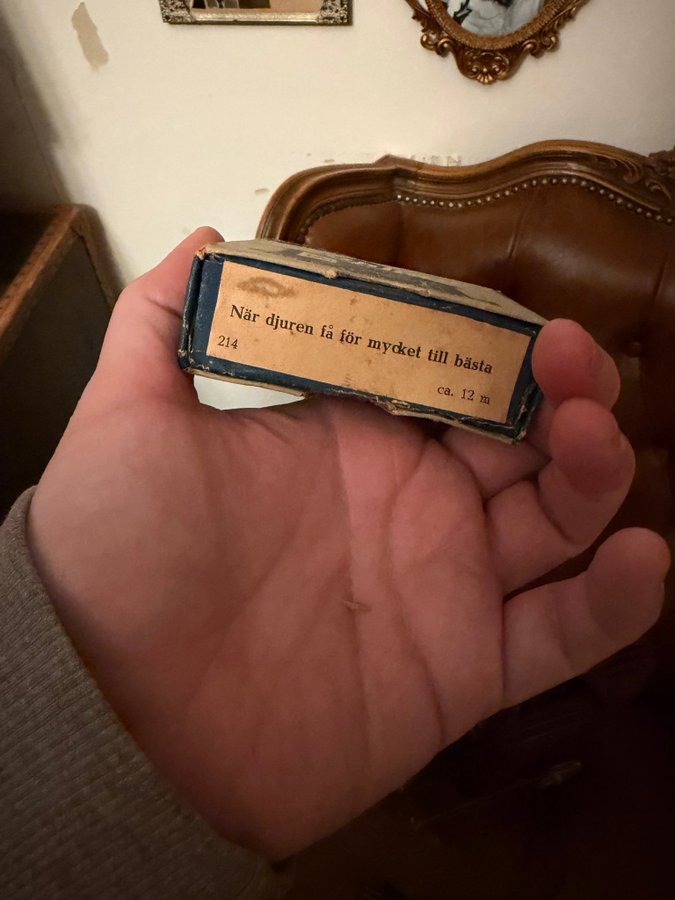 När djuren få för mycket till bästa
214
ca. 12 m